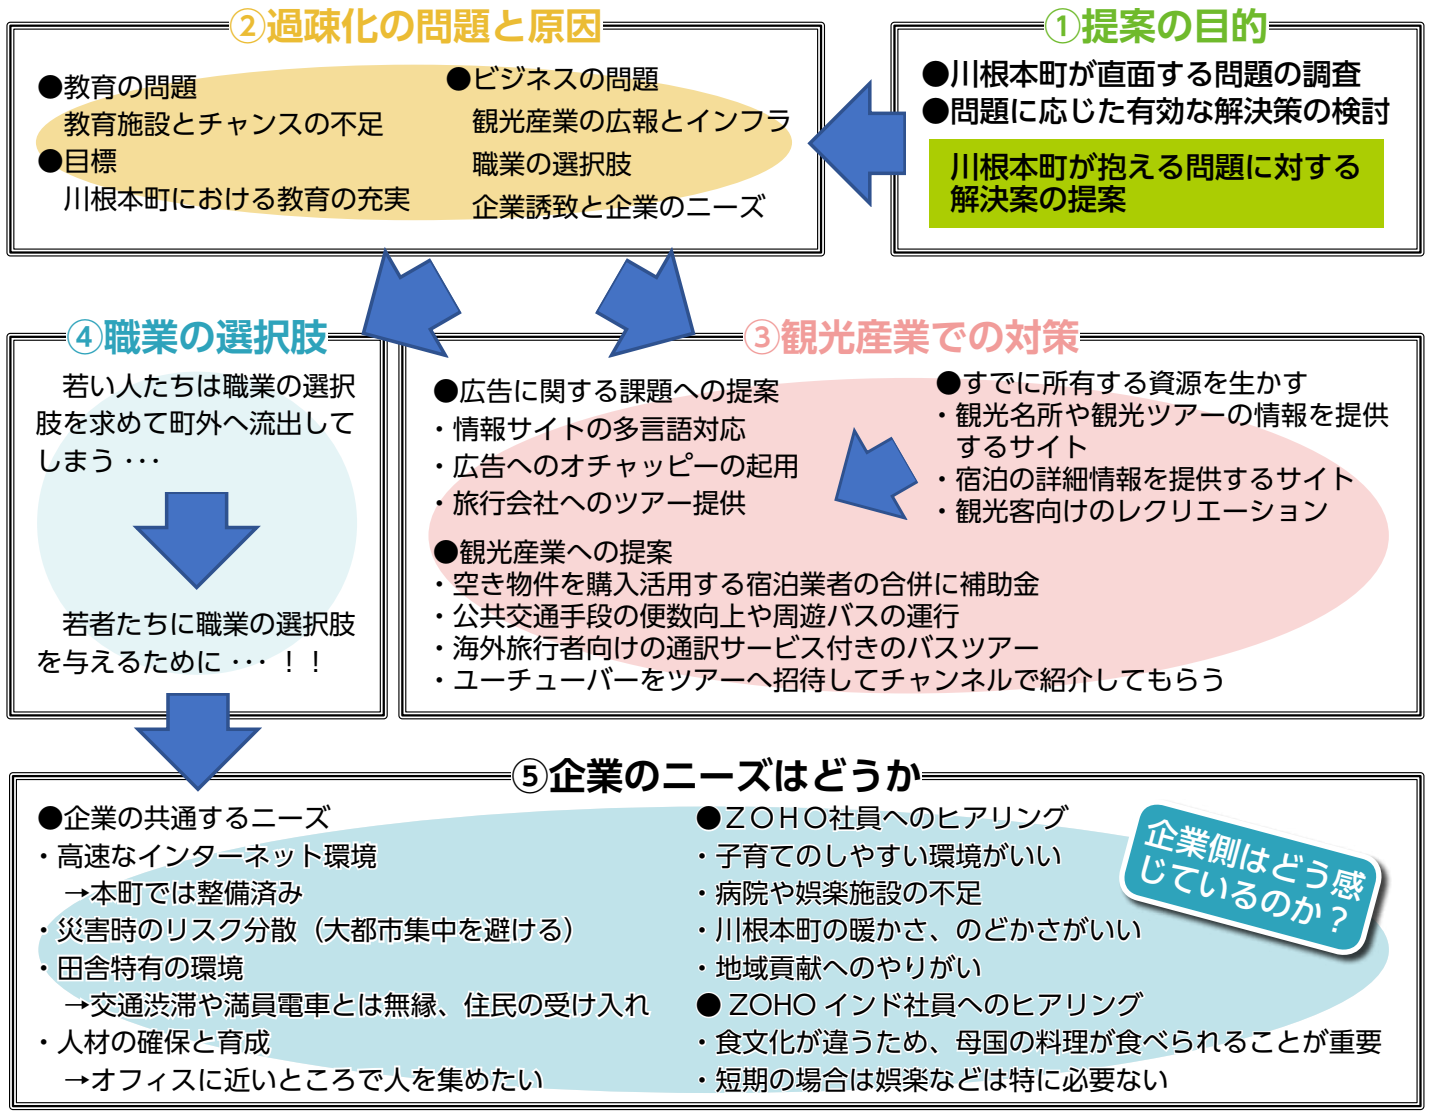 ①提案の目的
●川根本町が直面する問題の調査
●問題に応じた有効な解決策の検討
川根本町が抱える問題に対する
解決案の提案
②過疎化の問題と原因
●教育の問題
教育施設とチャンスの不足
●目標
川根本町における教育の充実
●ビジネスの問題
観光産業の広報とインフラ
職業の選択肢
企業誘致と企業のニーズ
③観光産業での対策
●広告に関する課題への提案
・情報サイトの多言語対応
・広告へのオチャッピーの起用
・旅行会社へのツアー提供
●すでに所有する資源を生かす
・観光名所や観光ツアーの情報を提供
するサイト
・宿泊の詳細情報を提供するサイト
・観光客向けのレクリエーション
●観光産業への提案
・空き物件を購入活用する宿泊業者の合併に補助金
・公共交通手段の便数向上や周遊バスの運行
・海外旅行者向けの通訳サービス付きのバスツアー
・ユーチューバーをツアーへ招待してチャンネルで紹介してもらう
④職業の選択肢
若い人たちは職業の選択
肢を求めて町外へ流出して
しまう･･･
若者たちに職業の選択肢
を与えるために･･･！！
⑤企業のニーズはどうか
●企業の共通するニーズ
・高速なインターネット環境
→本町では整備済み
・災害時のリスク分散（大都市集中を避ける）
・田舎特有の環境
→交通渋滞や満員電車とは無縁、住民の受け入れ
・人材の確保と育成
→オフィスに近いところで人を集めたい
●ＺＯＨＯ社員へのヒアリング
・子育てのしやすい環境がいい
・病院や娯楽施設の不足
・川根本町の暖かさ、のどかさがいい
・地域貢献へのやりがい
● ZOHO インド社員へのヒアリング
・食文化が違うため、母国の料理が食べられることが重要
・短期の場合は娯楽などは特に必要ない
企業側はどう感
じているのか？